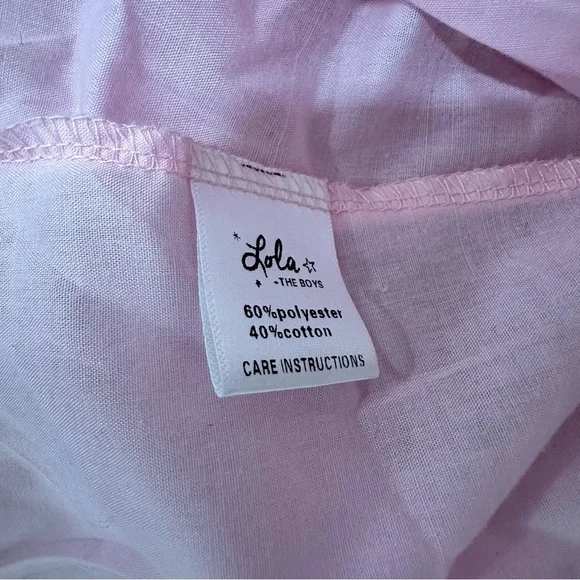 Lola
-THE BOYS
60%polyester
40%cotton
CARE INSTRUCTIONS